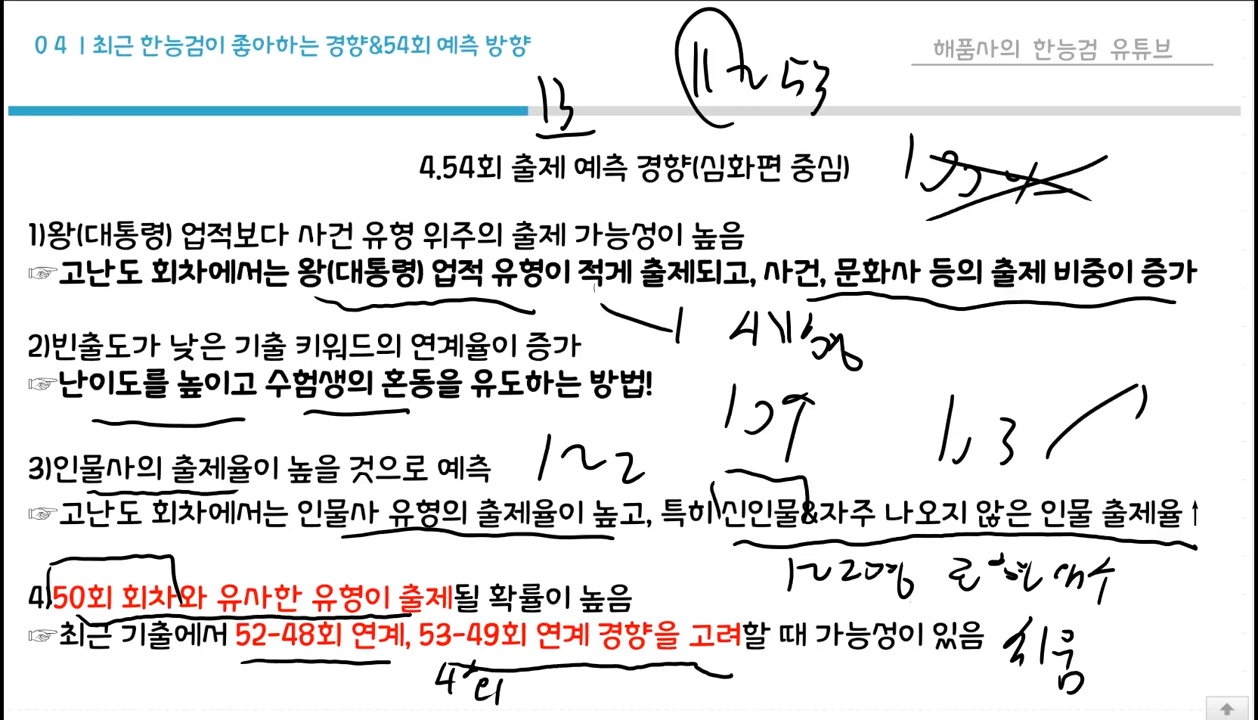 04 | 최근 한능검이 좋아하는 경향&54회 예측 방향
해품사의 한능검 유튜브
11~53
13
4.54회 출제 예측 경향(심화편 중심)
1)왕(대통령) 업적보다 사건 유형 위주의 출제 가능성이 높음
☞고난도 회차에서는 왕(대통령) 업적 유형이 적게 출제되고, 사건, 문화사 등의 출제 비중이 증가
2)빈출도가 낮은 기출 키워드의 연계율이 증가
☞난이도를 높이고 수험생의 혼동을 유도하는 방법!
3)인물사의 출제율이 높을 것으로 예측
1~2
☞고난도 회차에서는 인물사 유형의 출제율이 높고, 특히 신인물&자주 나오지 않은 인물 출제율↑
4)50회 회차와 유사한 유형이 출제될 확률이 높음
1~20명
☞최근 기출에서 52-48회 연계, 53-49회 연계 경향을 고려할 때 가능성이 있음
4회